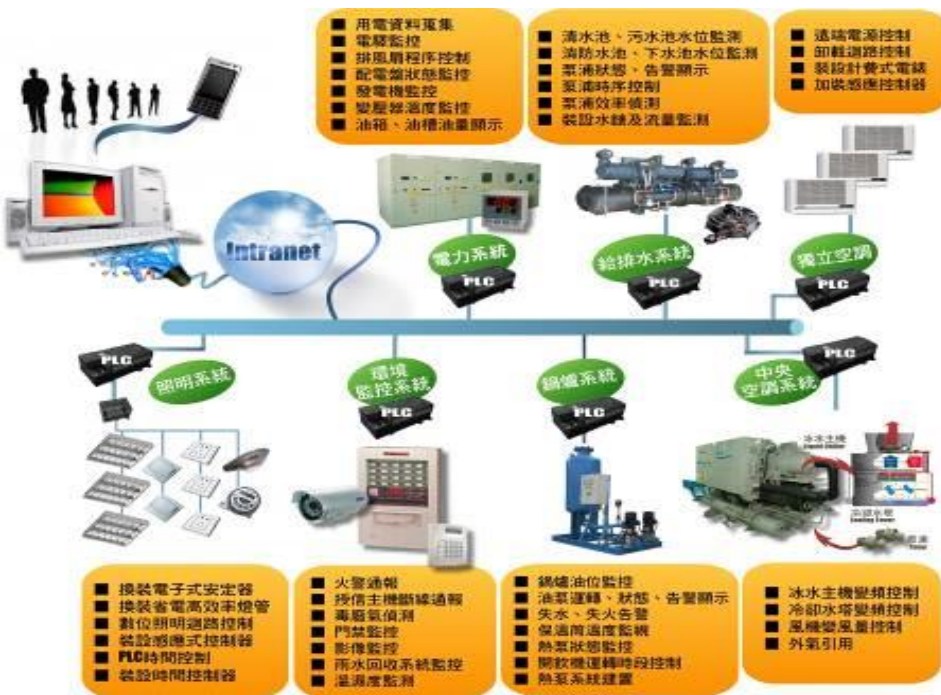 用電資料蒐集
電驛監控
排風扇程序控制
配電盤狀態監控
發電機監控
變壓器溫度監控
油箱、油槽油量顯示
清水池、污水池水位監測
消防水池、下水池水位監測
泵浦狀態、告警顯示
泵浦時序控制
泵浦效率偵測
裝設水錶及流量監測
遠端電源控制
卸載迴路控制
裝設計費式電錶
加裝感應控制器
Intranet
電力系統
PLC
給排水系統
PLC
獨立空調
PLC
PLC
照明系統
環境
監控系統
PLC
鍋爐系統
PLC
中央
空調系統
PLC
冰水主機
冷卻水塔
Cooling Tower
換裝電子式安定器
換裝省電高效率燈管
數位照明迴路控制
裝設感應式控制器
PLC時間控制
裝設時間控制器
火警通報
授信主機斷線通報
毒瓦斯偵測
門禁監控
影像監控
雨水回收系統監控
溫濕度監測
鍋爐油位監控
油泵運轉、狀態、告警顯示
失水、失火告警
保溫筒溫度監視
熱泵狀態監控
開飲機運轉時段控制
熱泵系統建置
冰水主機變頻控制
冷卻水塔變頻控制
風機變風量控制
外氣引用